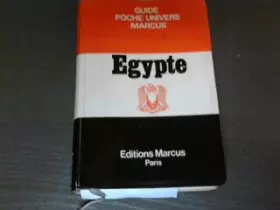 GUIDE
POCHE UNIVERS
MARCUS
Egypte
Editions Marcus
Paris